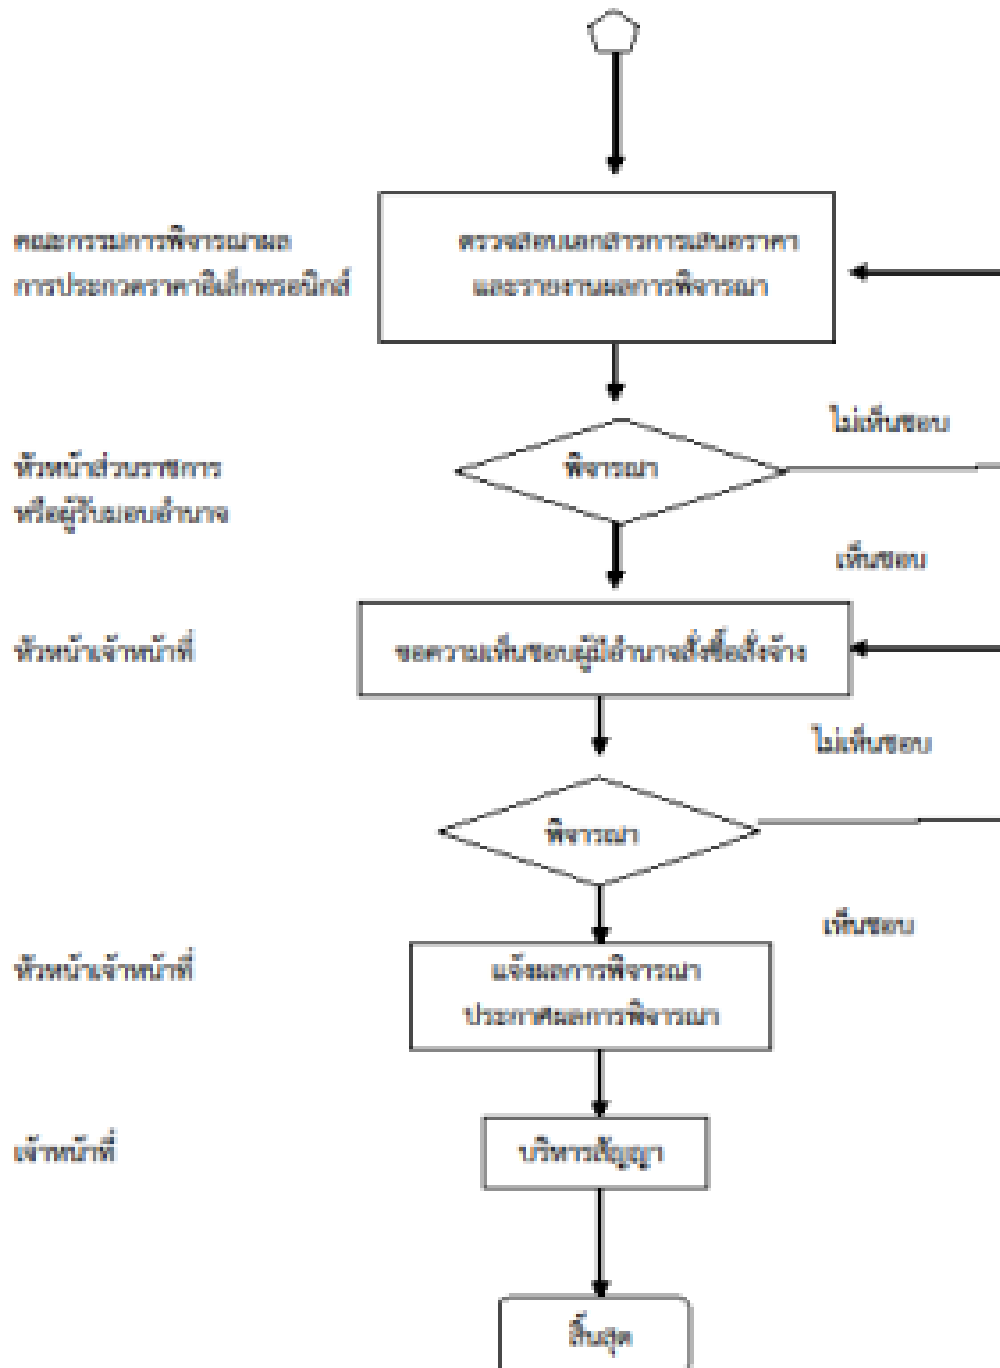 คณะกรรมการพิจารณาผล
การประกวดราคาอิเล็กทรอนิกส์
ตรวจสอบเอกสารการเสนอราคา
และรายงานผลการพิจารณา
ไม่เห็นชอบ
หัวหน้าส่วนราชการ
หรือผู้รับมอบอำนาจ
พิจารณา
เห็นชอบ
หัวหน้าเจ้าหน้าที่
ขอความเห็นชอบผู้มีอำนาจสั่งซื้อสั่งจ้าง
ไม่เห็นชอบ
พิจารณา
เห็นชอบ
หัวหน้าเจ้าหน้าที่
แจ้งผลการพิจารณา
ประกาศผลการพิจารณา
เจ้าหน้าที่
บริหารสัญญา
สิ้นสุด